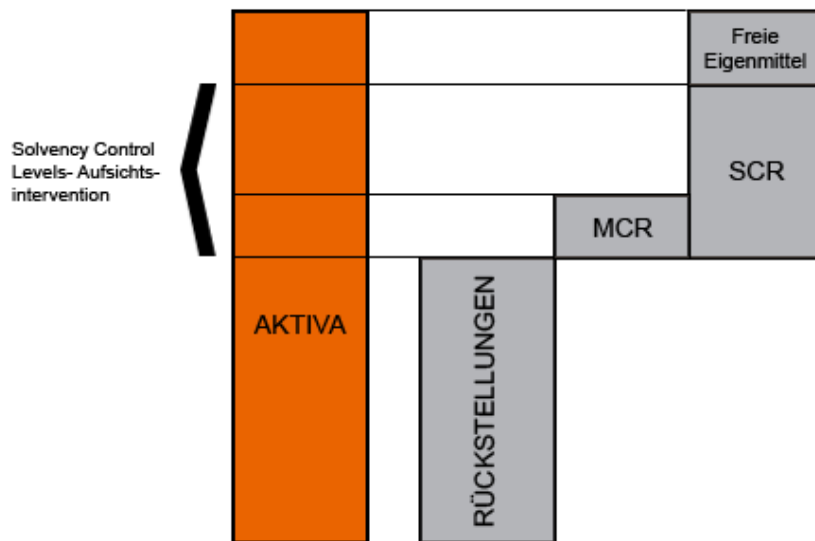 Freie
Eigenmittel
Solvency Control
Levels- Aufsichts-
intervention
SCR
MCR
AKTIVA
RÜCKSTELLUNGEN